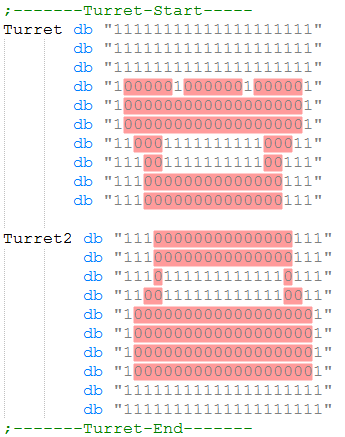 ;-------Turret-Start-----
Turret db "11111111111111111111"
db "11111111111111111111"
db "11111111111111111111"
db "10000010000001000001"
db "10000000000000000001"
db "10000000000000000001"
db "11000111111111100011"
db "11100111111111100111"
db "11100000000000000111"
db "11100000000000000111"
Turret2 db "11100000000000000111"
db "11100000000000000111"
db "11101111111111110111"
db "11001111111111110011"
db "10000000000000000001"
db "10000000000000000001"
db "10000000000000000001"
db "10000000000000000001"
db "11111111111111111111"
db "11111111111111111111"
;-------Turret-End-------